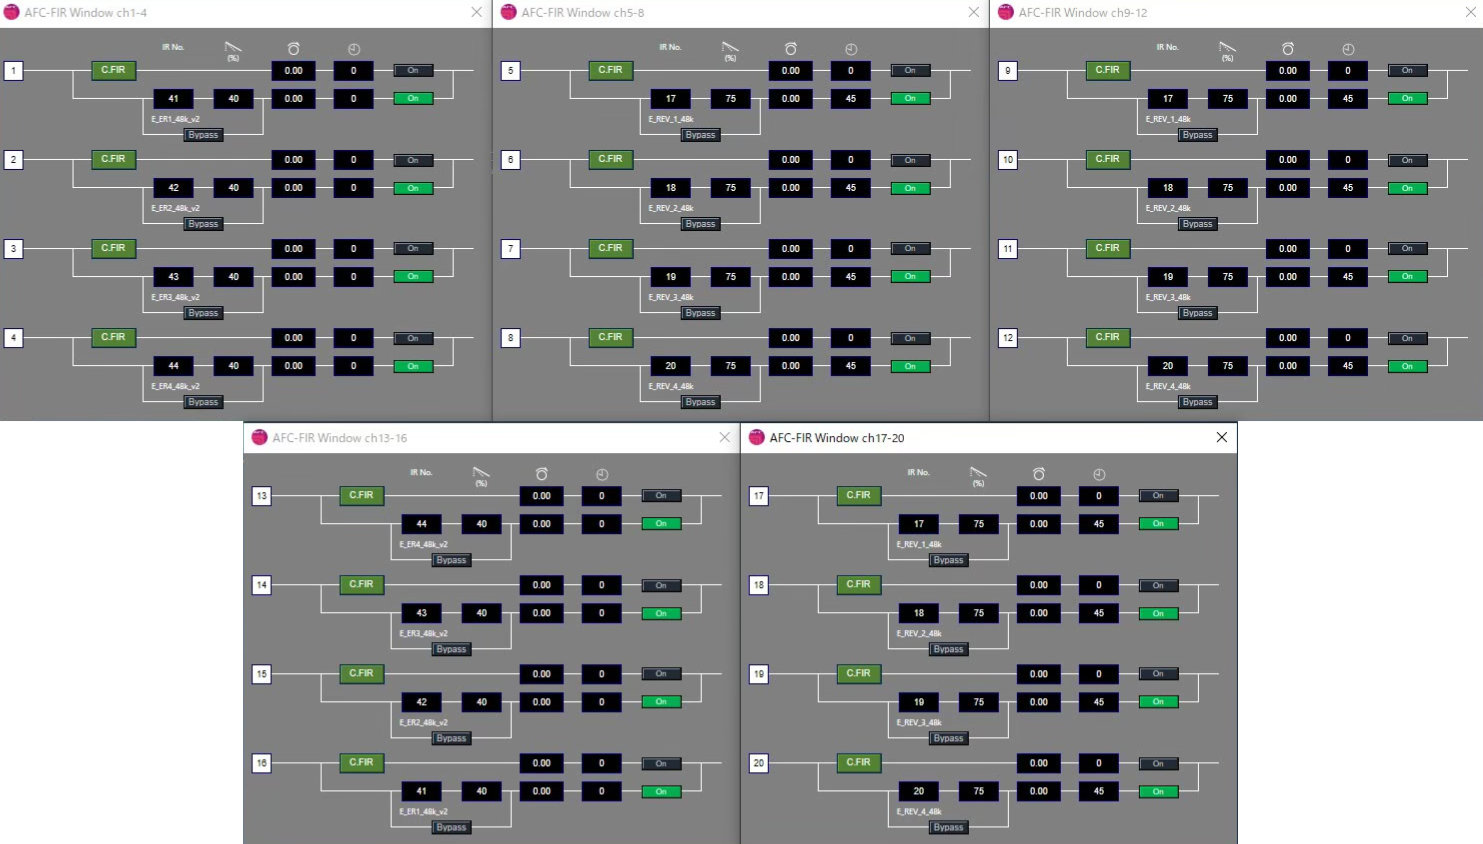 AFC-FIR Window ch1-4
IR No.
(%)
1 C.FIR 0.00 0 On
41 40 0.00 0 On
E_ER1_48k_v2
Bypass
2 C.FIR 0.00 0 On
42 40 0.00 0 On
E_ER2_48k_v2
Bypass
3 C.FIR 0.00 0 On
43 40 0.00 0 On
E_ER3_48k_v2
Bypass
4 C.FIR 0.00 0 On
44 40 0.00 0 On
E_ER4_48k_v2
Bypass
AFC-FIR Window ch5-8
IR No.
(%)
5 C.FIR 0.00 0 On
17 75 0.00 45 On
E_REV_1_48k
Bypass
6 C.FIR 0.00 0 On
18 75 0.00 45 On
E_REV_2_48k
Bypass
7 C.FIR 0.00 0 On
19 75 0.00 45 On
E_REV_3_48k
Bypass
8 C.FIR 0.00 0 On
20 75 0.00 45 On
E_REV_4_48k
Bypass
AFC-FIR Window ch9-12
IR No.
(%)
9 C.FIR 0.00 0 On
17 75 0.00 45 On
E_REV_1_48k
Bypass
10 C.FIR 0.00 0 On
18 75 0.00 45 On
E_REV_2_48k
Bypass
11 C.FIR 0.00 0 On
19 75 0.00 45 On
E_REV_3_48k
Bypass
12 C.FIR 0.00 0 On
20 75 0.00 45 On
E_REV_4_48k
Bypass
AFC-FIR Window ch13-16
IR No.
(%)
13 C.FIR 0.00 0 On
44 40 0.00 0 On
E_ER4_48k_v2
Bypass
14 C.FIR 0.00 0 On
43 40 0.00 0 On
E_ER3_48k_v2
Bypass
15 C.FIR 0.00 0 On
42 40 0.00 0 On
E_ER2_48k_v2
Bypass
16 C.FIR 0.00 0 On
41 40 0.00 0 On
E_ER1_48k_v2
Bypass
AFC-FIR Window ch17-20
IR No.
(%)
17 C.FIR 0.00 0 On
17 75 0.00 45 On
E_REV_1_48k
Bypass
18 C.FIR 0.00 0 On
18 75 0.00 45 On
E_REV_2_48k
Bypass
19 C.FIR 0.00 0 On
19 75 0.00 45 On
E_REV_3_48k
Bypass
20 C.FIR 0.00 0 On
20 75 0.00 45 On
E_REV_4_48k
Bypass